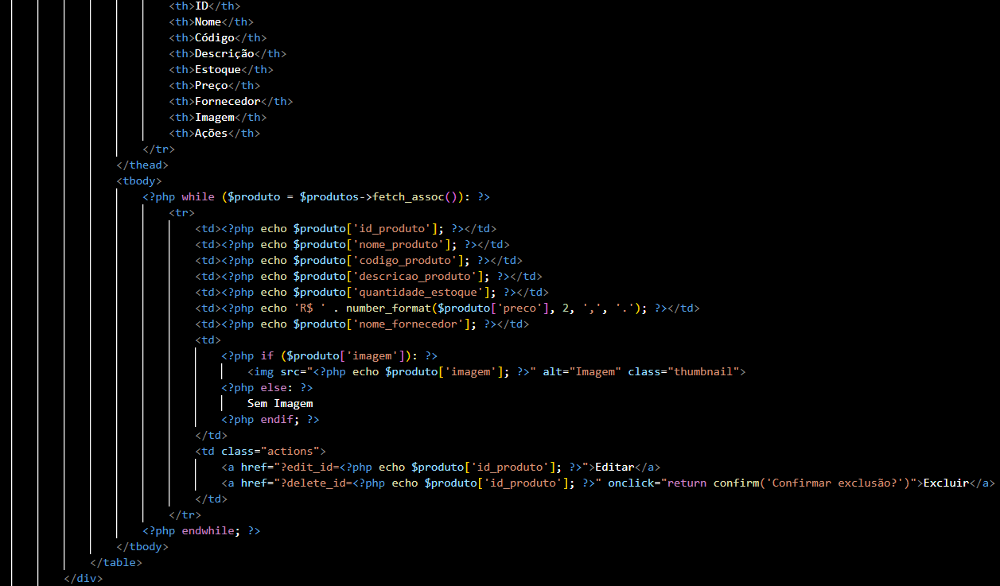 <th>ID</th>
<th>Nome</th>
<th>Código</th>
<th>Descrição</th>
<th>Estoque</th>
<th>Preço</th>
<th>Fornecedor</th>
<th>Imagem</th>
<th>Ações</th>
</tr>
</thead>
<tbody>
<?php while ($produto = $produtos->fetch_assoc()): ?>
<tr>
<td><?php echo $produto['id_produto']; ?></td>
<td><?php echo $produto['nome_produto']; ?></td>
<td><?php echo $produto['codigo_produto']; ?></td>
<td><?php echo $produto['descricao_produto']; ?></td>
<td><?php echo $produto['quantidade_estoque']; ?></td>
<td><?php echo 'R$ ' . number_format($produto['preco'], 2, ',', '.'); ?></td>
<td><?php echo $produto['nome_fornecedor']; ?></td>
<td>
<?php if ($produto['imagem']): ?>
<img src="<?php echo $produto['imagem']; ?>" alt="Imagem" class="thumbnail">
<?php else: ?>
Sem Imagem
<?php endif; ?>
</td>
<td class="actions">
<a href="?edit_id=<?php echo $produto['id_produto']; ?>">Editar</a>
<a href="?delete_id=<?php echo $produto['id_produto']; ?>" onclick="return confirm('Confirmar exclusão?')">Excluir</a>
</td>
</tr>
<?php endwhile; ?>
</tbody>
</table>
</div>